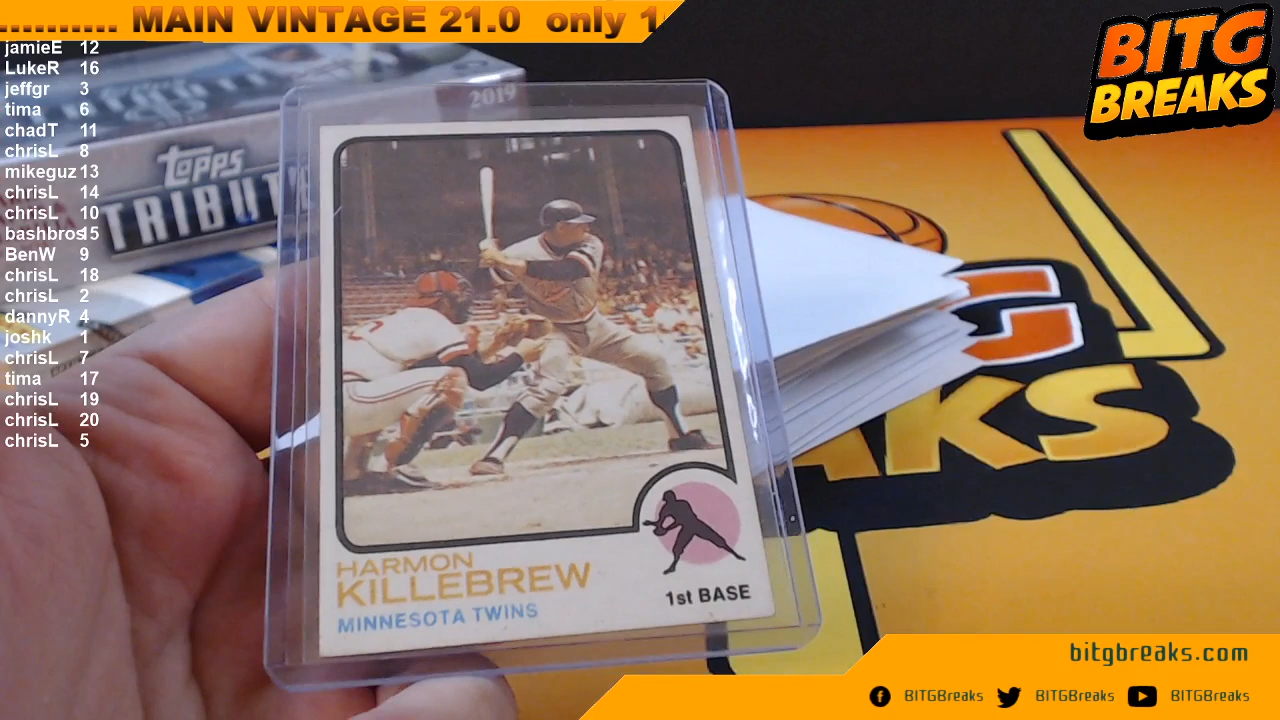 .......... MAIN VINTAGE 21.0 only 1
BITG
BREAKS
jamieE 12
LukeR 16
jeffgr 3
tima 6
chadT 11
chrisL 8
mikeguz 13
chrisL 14
chrisL 10
bashbros 15
BenW 9
chrisL 18
chrisL 2
dannyR 4
joshk 1
chrisL 7
tima 17
chrisL 19
chrisL 20
chrisL 5
2019
Topps
TRIBUT
HARMON
KILLEBREW
MINNESOTA TWINS
1st BASE
G
AKS
bitgbreaks.com
BITGBreaks BITGBreaks BITGBreaks